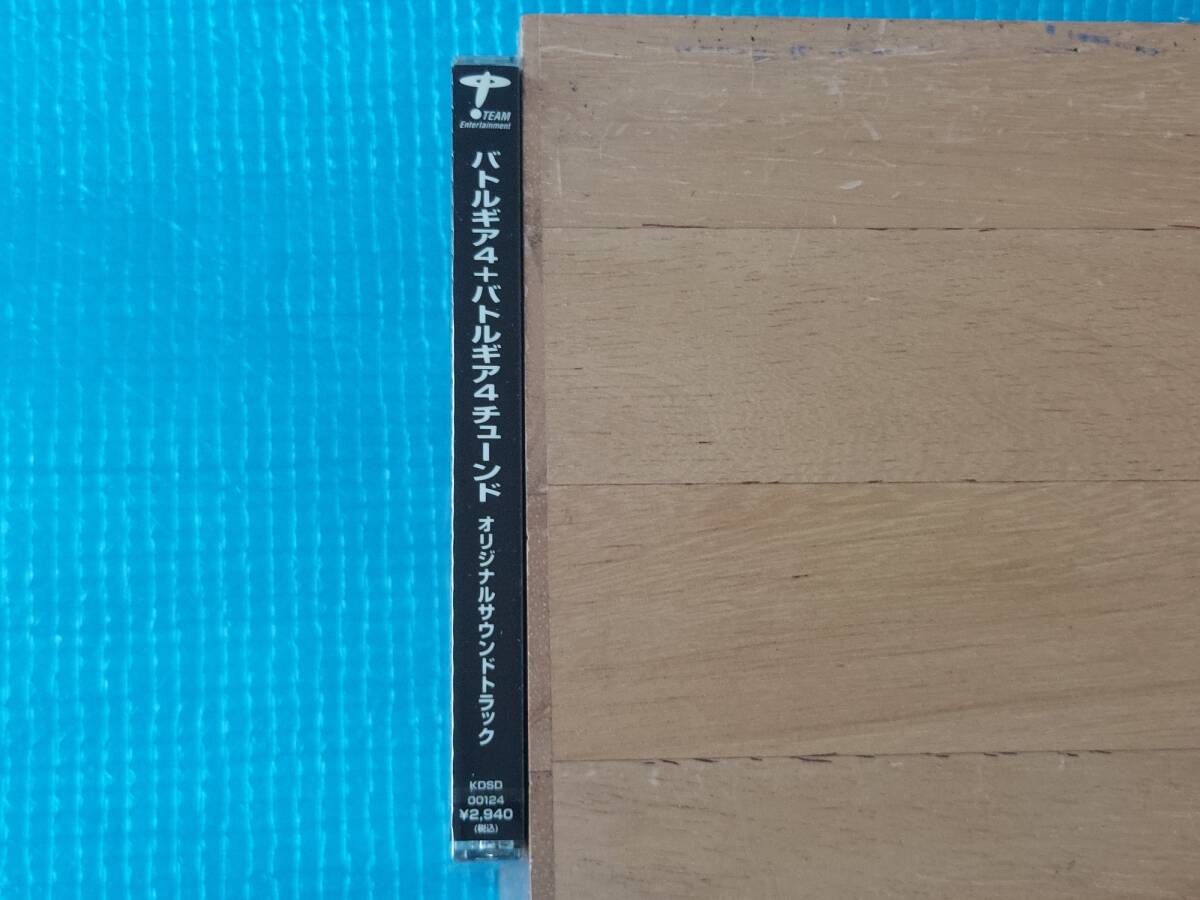 TEAM
Entertainment
バトルギア4+バトルギア4チューンド
オリジナルサウンドトラック
KDSD
00124
¥2,940
(税込)